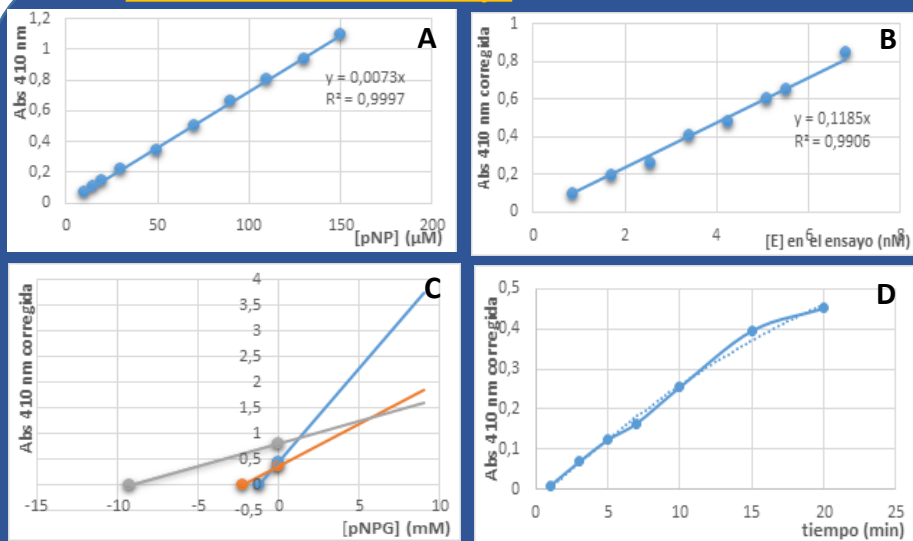 A
Abs 410 nm
1,2
1
0,8
0,6
0,4
0,2
0
y = 0,0073x
R² = 0,9997
0 50 100 150 200
[pNP] (μM)
B
Abs 410 nm corregida
1
0,8
0,6
0,4
0,2
0
y = 0,1185x
R² = 0,9906
0 2 4 6 8
[E] en el ensayo (nM)
C
Abs 410 nm corregida
4
3,5
3
2,5
2
1,5
1
0,5
0
-0,5
-15 -10 -5 0 5 10
[pNPG] (mM)
D
Abs 410 nm corregida
0,5
0,4
0,3
0,2
0,1
0
0 5 10 15 20 25
tiempo (min)